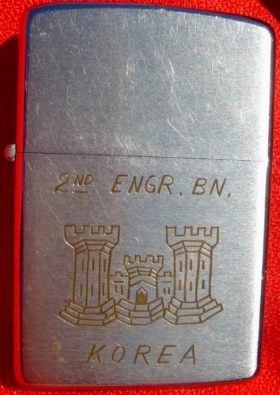 2ND ENGR. BN.
KOREA